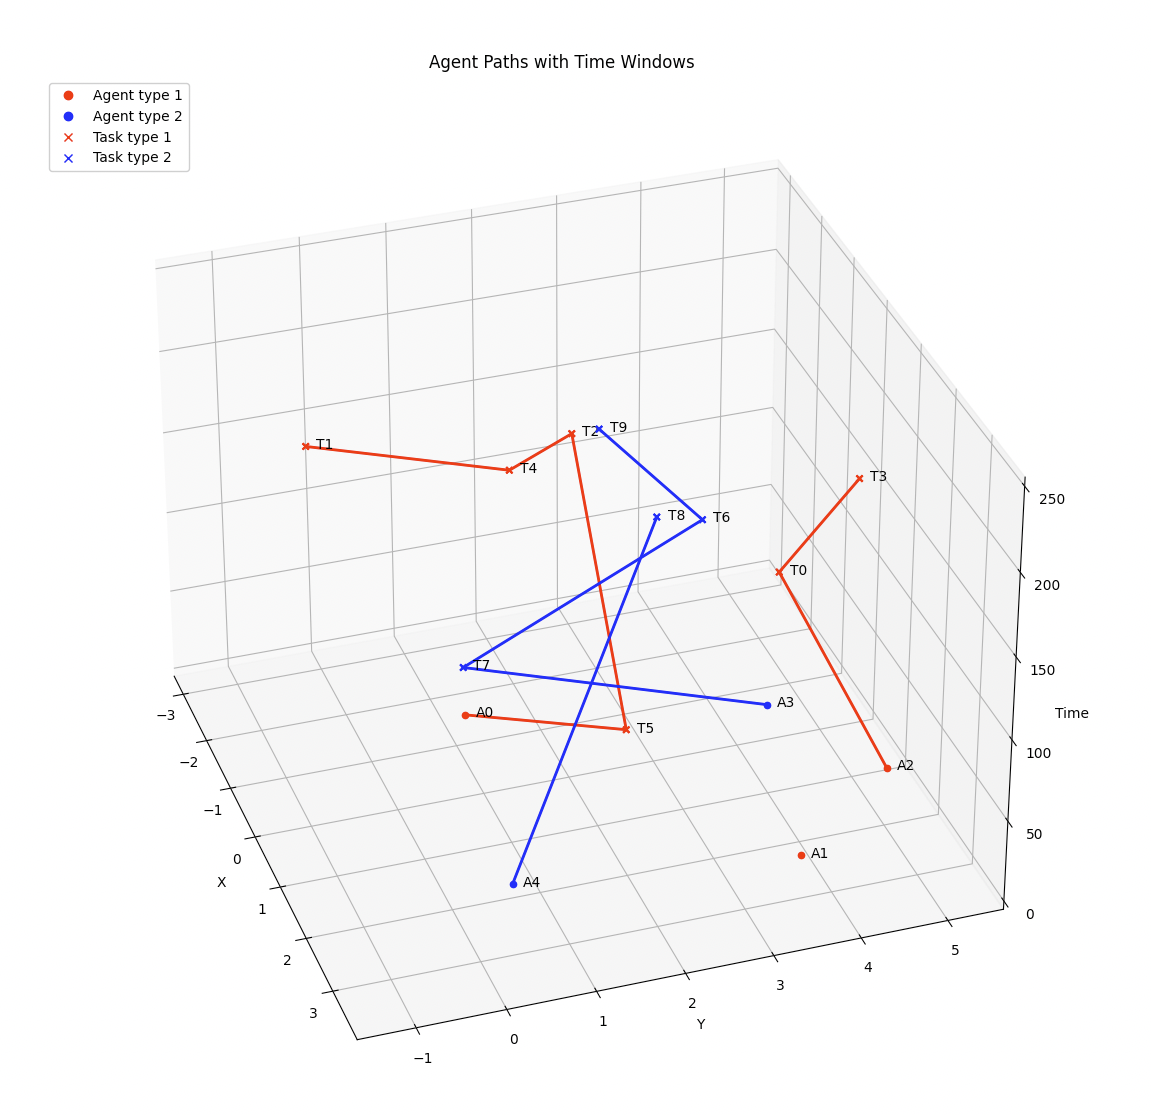 Agent Paths with Time Windows
Agent type 1
Agent type 2
Task type 1
Task type 2
T1
T4
T2
T9
T8
T6
T3
T0
T7
A0
T5
A3
A2
A1
A4
−3
−2
−1
0
1
2
3
X
−1
0
1
2
3
4
5
Y
0
50
100
150
200
250
Time